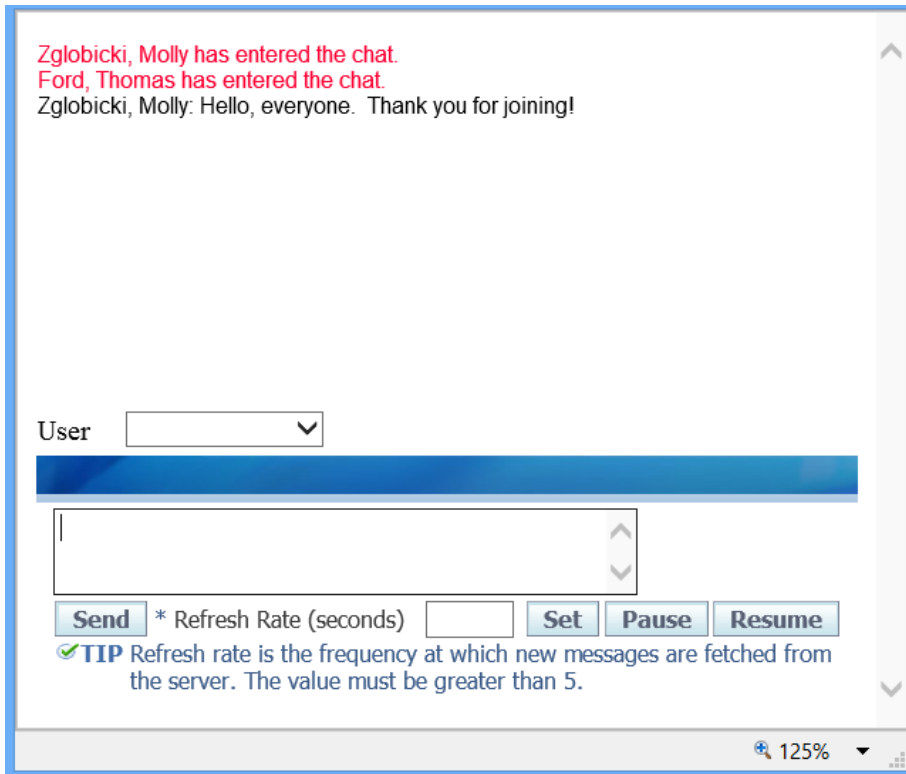 Zglobicki, Molly has entered the chat.
Ford, Thomas has entered the chat.
Zglobicki, Molly: Hello, everyone.  Thank you for joining!
User
Send * Refresh Rate (seconds) Set Pause Resume
TIP Refresh rate is the frequency at which new messages are fetched from
the server. The value must be greater than 5.
125%